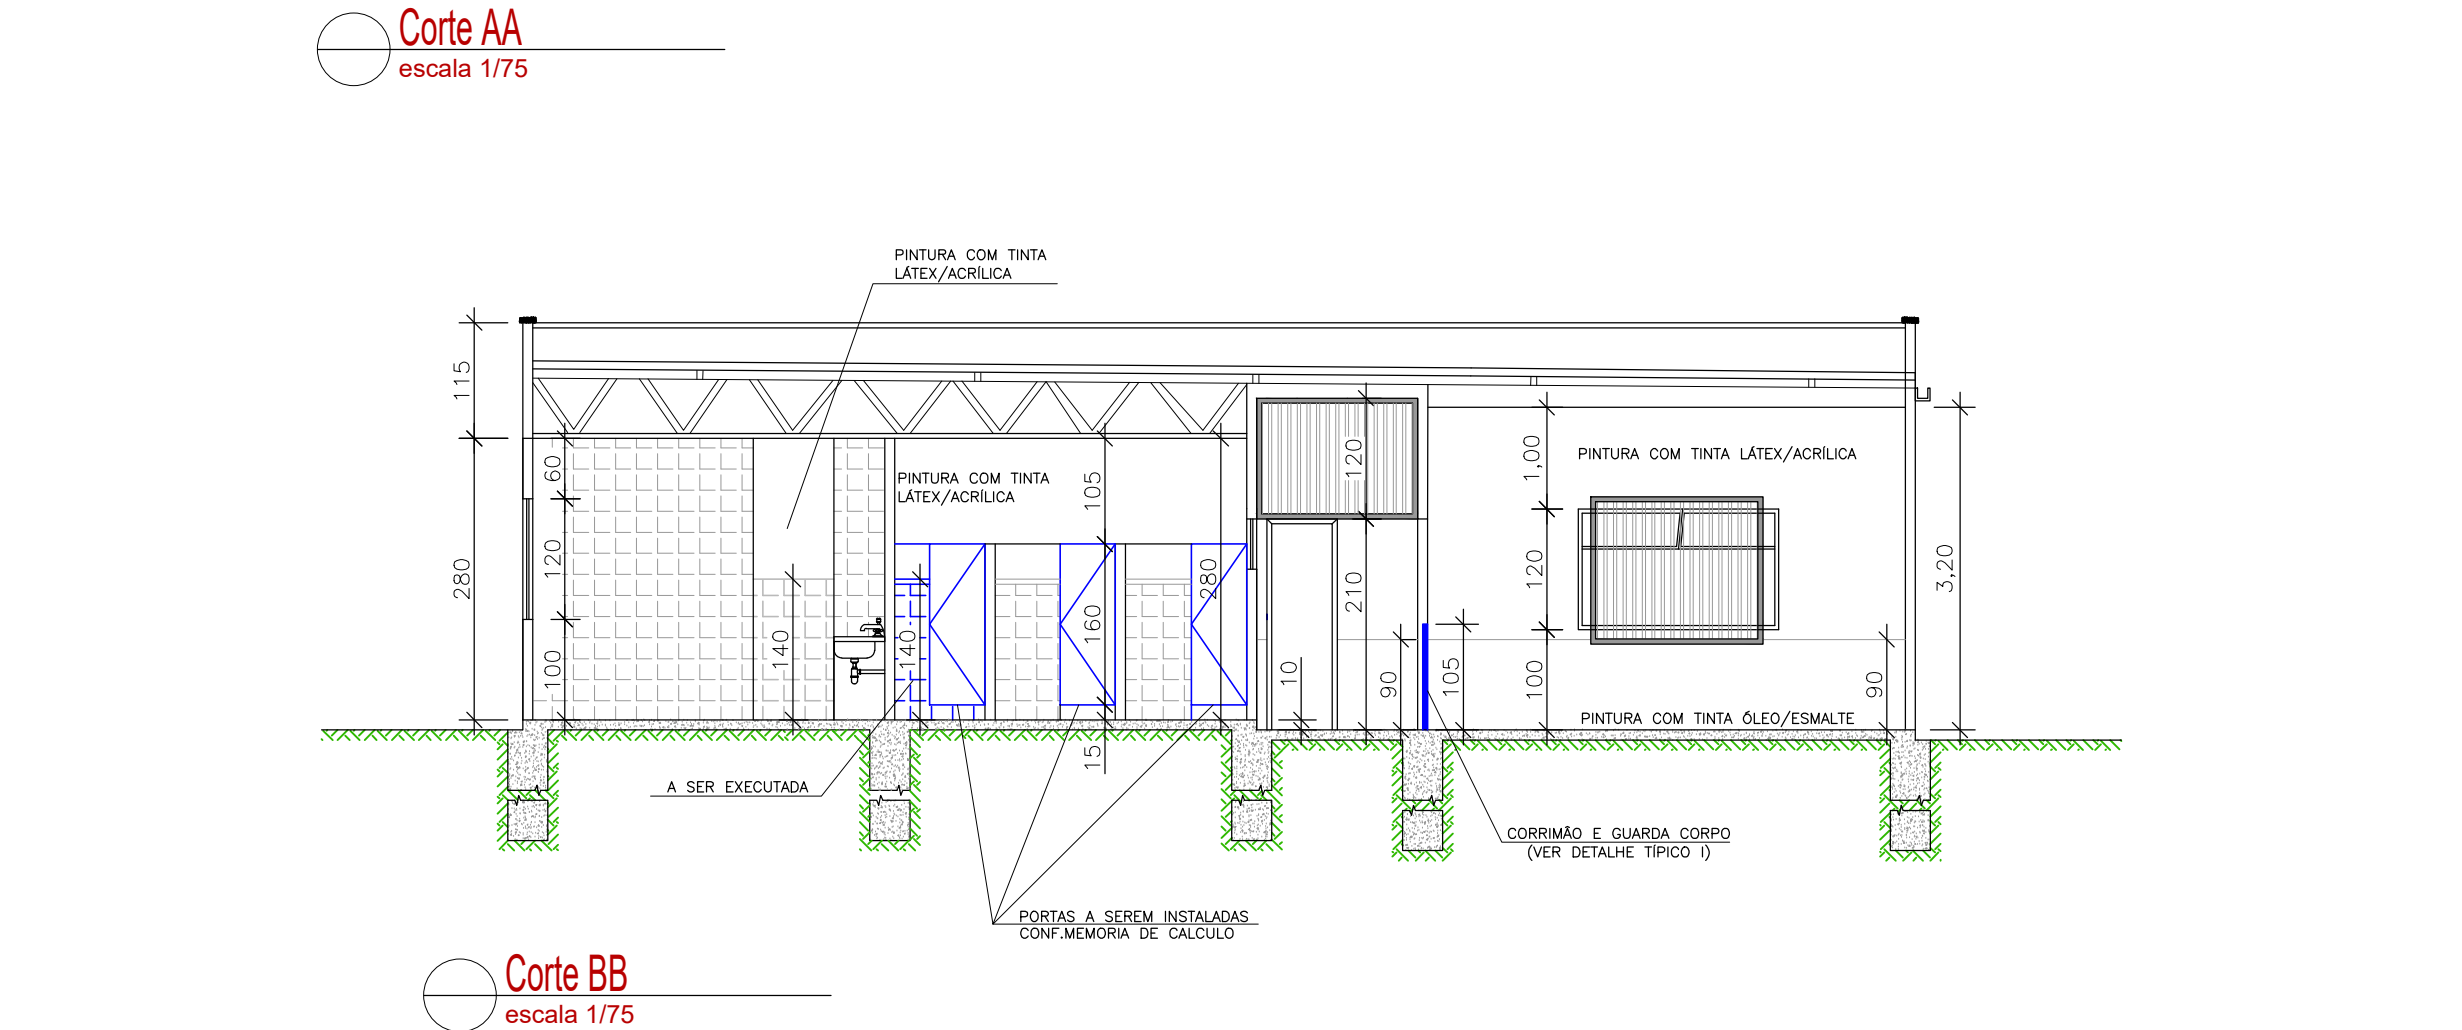 Corte AA
escala 1/75
PINTURA COM TINTA
LÁTEX/ACRÍLICA
115
280
60
120
100
140
PINTURA COM TINTA
LÁTEX/ACRÍLICA
140
105
160
15
280
10
120
210
90
105
1,00
120
100
PINTURA COM TINTA LÁTEX/ACRÍLICA
90
3,20
PINTURA COM TINTA ÓLEO/ESMALTE
A SER EXECUTADA
CORRIMÃO E GUARDA CORPO
(VER DETALHE TÍPICO I)
PORTAS A SEREM INSTALADAS
CONF.MEMORIA DE CALCULO
Corte BB
escala 1/75